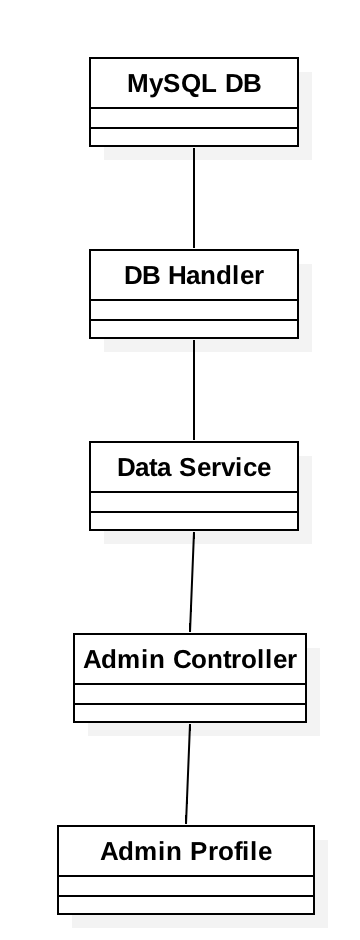 MySQL DB
DB Handler
Data Service
Admin Controller
Admin Profile